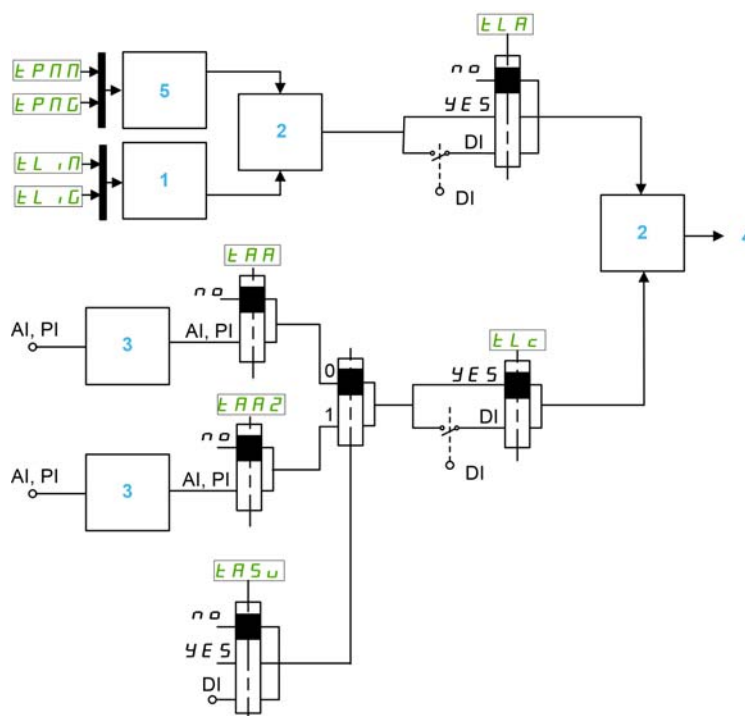 tLA
tPMM
5
no
tPMG
2
YES
DI
tLiM
1
DI
tLiG
2
4
tAA
no
AI, PI
3
AI, PI
0
tLc
YES
tAA2
1
DI
no
DI
AI, PI
3
AI, PI
tASu
no
YES
DI